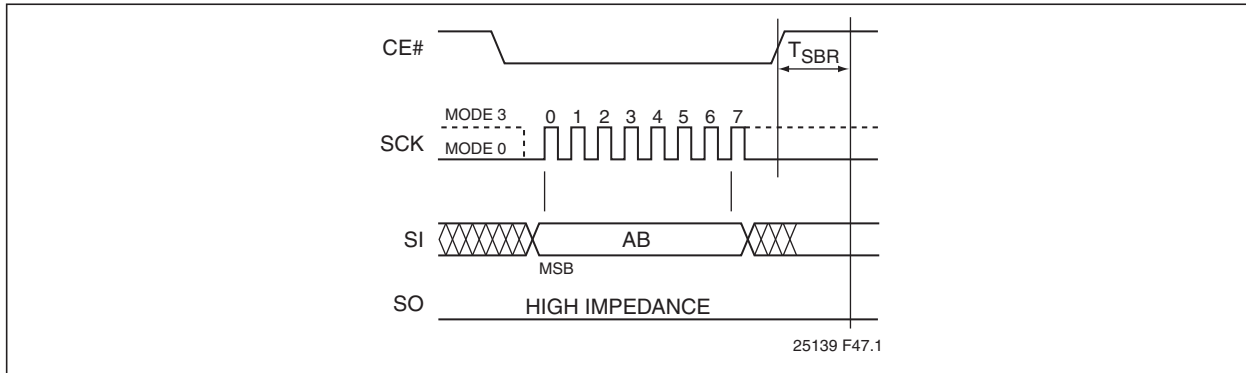 CE#
T SBR
MODE 3
0 1 2 3 4 5 6 7
SCK
MODE 0
SI
AB
MSB
SO
HIGH IMPEDANCE
25139 F47.1